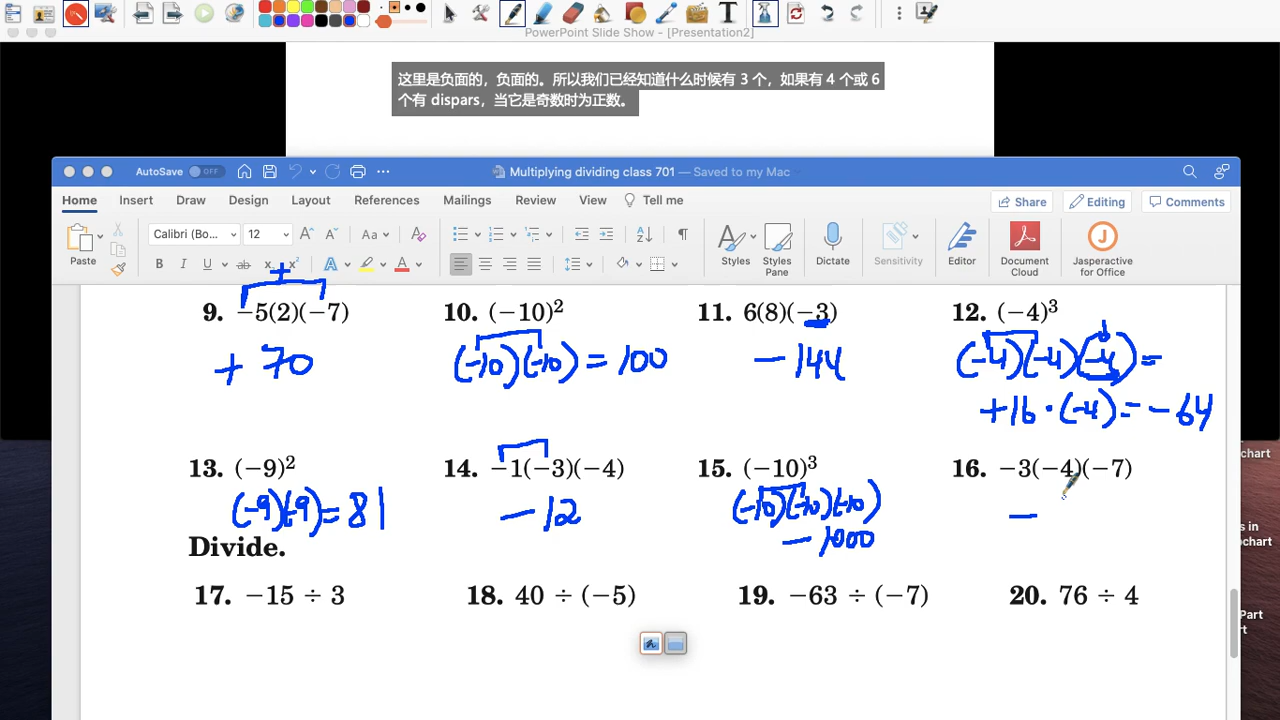 PowerPoint Slide Show - [Presentation2]
这里是负面的，负面的。所以我们已经知道什么时候有 3 个，如果有 4 个或 6
个有 dispars，当它是奇数时为正数。
AutoSave OFF
Multiplying dividing class 701 — Saved to my Mac
Home Insert Draw Design Layout References Mailings Review View Tell me
Share Editing Comments
Calibri (Bo... 12
Paste Styles Styles Pane Dictate Sensitivity Editor Document Cloud Jasperactive for Office
+
9. −5(2)(−7) 10. (−10)² 11. 6(8)(−3) 12. (−4)³
+ 70 (-10)(-10) = 100 − 144 (-4)(-4)(-4) =
+16 · (-4) = - 64
13. (−9)² 14. −1(−3)(−4) 15. (−10)³ 16. −3(−4)(−7)
(-9)(-9) = 81 − 12 (-10)(-10)(-10) −
− 1000
Divide.
17. −15 ÷ 3 18. 40 ÷ (−5) 19. −63 ÷ (−7) 20. 76 ÷ 4